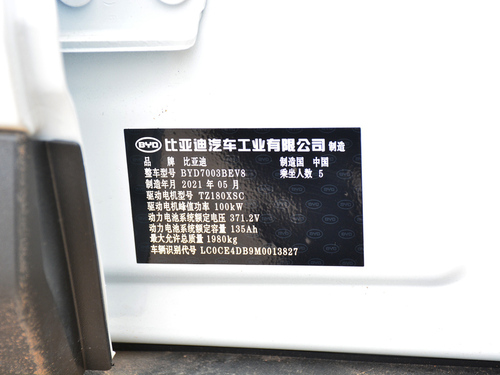 BYD 比亚迪汽车工业有限公司 制造
品 牌 比亚迪 制造国 中国
整车型号 BYD7003BEV8 乘坐人数 5
制造年月 2021 年 05 月
驱动电机型号 TZ180XSC
驱动电机峰值功率 100kW
动力电池系统额定电压 371.2V
动力电池系统额定容量 135Ah
最大允许总质量 1980kg
车辆识别代号 LC0CE4DB9M0013827